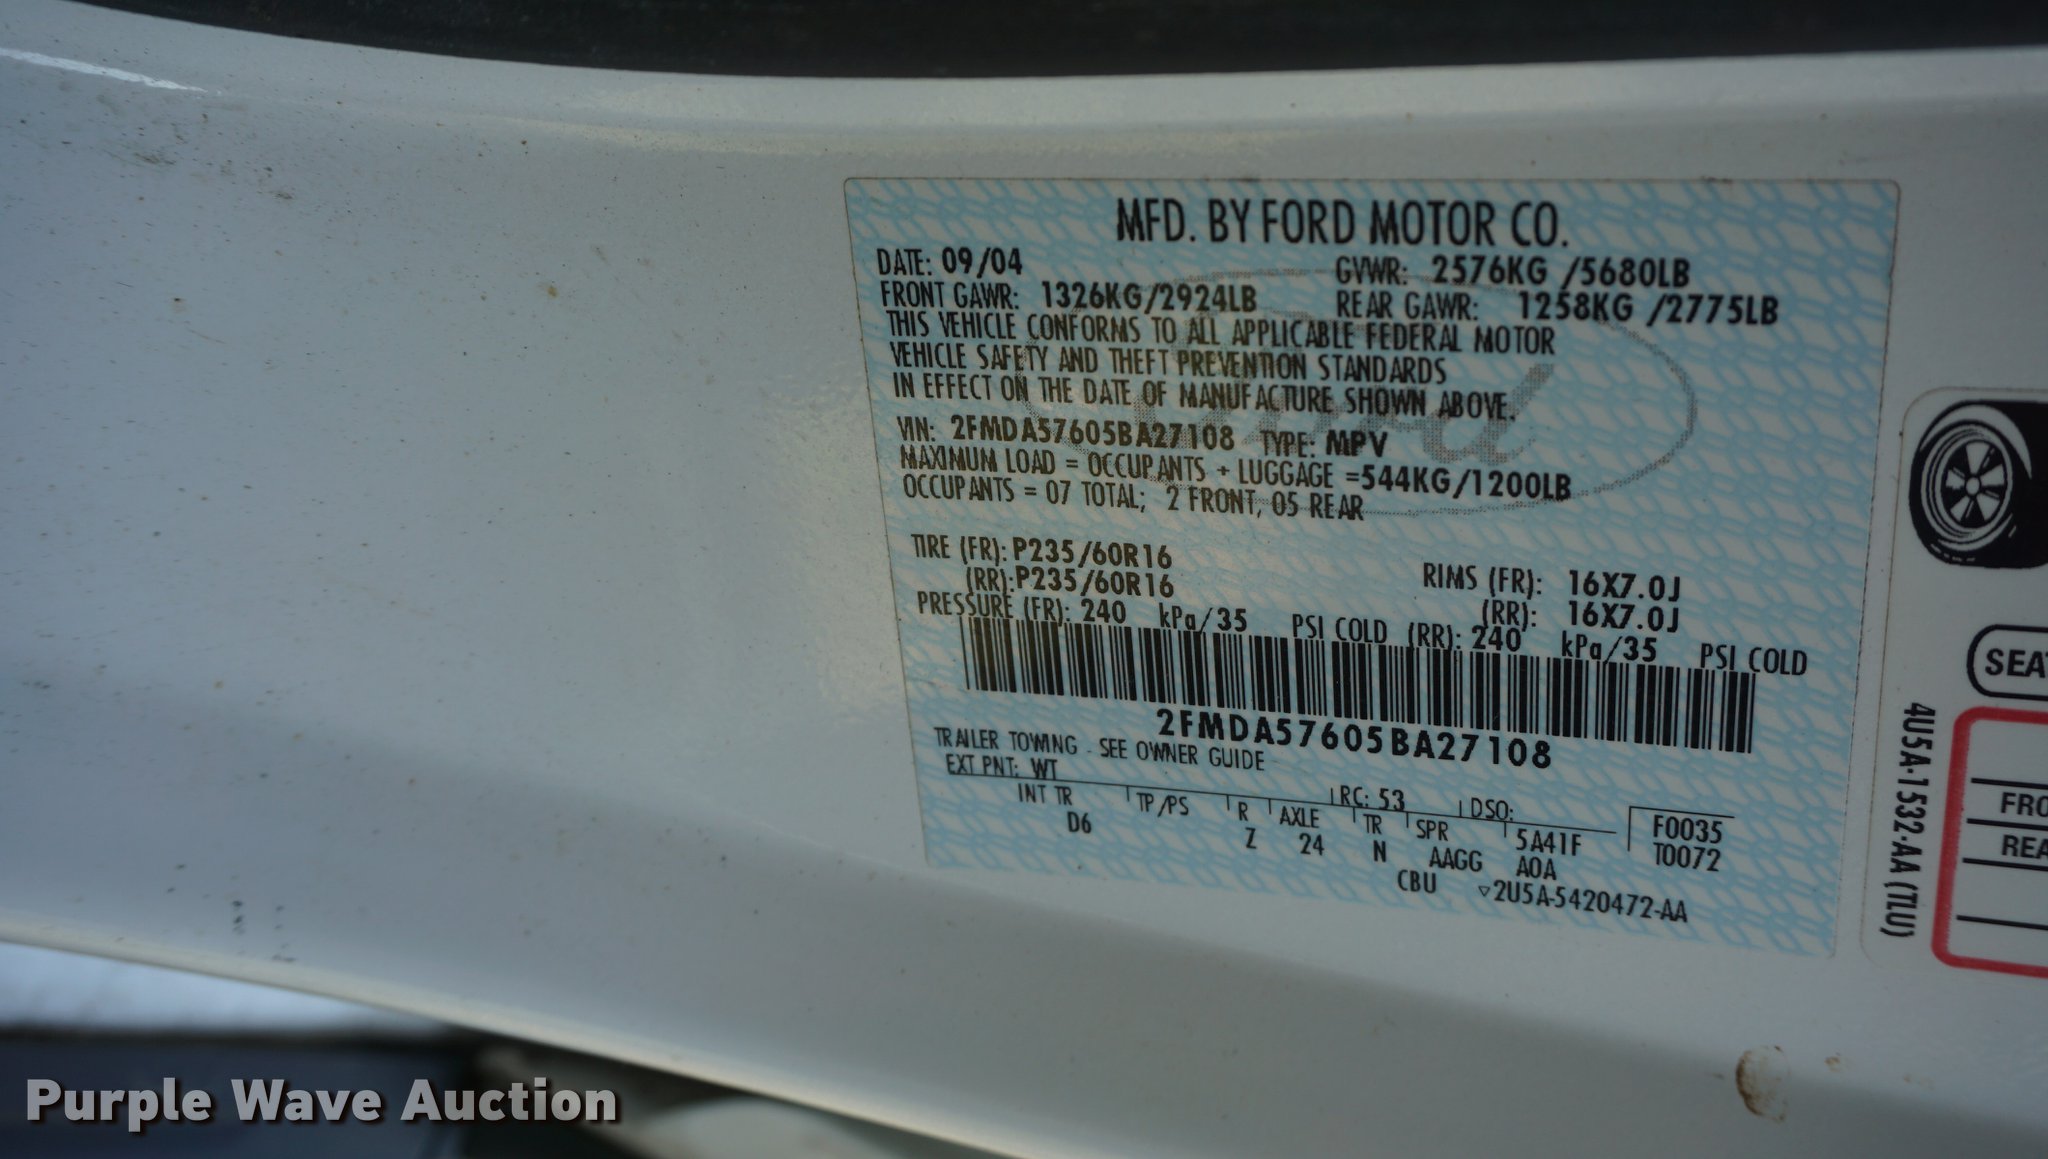 MFD. BY FORD MOTOR CO.
DATE: 09/04 GVWR: 2576KG /5680LB
FRONT GAWR: 1326KG/2924LB REAR GAWR: 1258KG /2775LB
THIS VEHICLE CONFORMS TO ALL APPLICABLE FEDERAL MOTOR
VEHICLE SAFETY AND THEFT PREVENTION STANDARDS
IN EFFECT ON THE DATE OF MANUFACTURE SHOWN ABOVE.
VIN: 2FMDA57605BA27108 TYPE: MPV
MAXIMUM LOAD = OCCUPANTS + LUGGAGE =544KG/1200LB
OCCUPANTS = 07 TOTAL; 2 FRONT, 05 REAR
TIRE (FR): P235/60R16 RIMS (FR): 16X7.0J
(RR): P235/60R16 (RR): 16X7.0J
PRESSURE (FR): 240 kPa/35 PSI COLD (RR): 240 kPa/35 PSI COLD
2FMDA57605BA27108
TRAILER TOWING - SEE OWNER GUIDE
EXT PNT: WT RC: 53 DSO: F0035
INT TR TP/PS R AXLE TR SPR 5A41F T0072
D6 Z 24 N AAGG A0A
CBU ▽2U5A-5420472-AA
4U5A-1532-AA (TLU)
SEA
FRO
REA
Purple Wave Auction